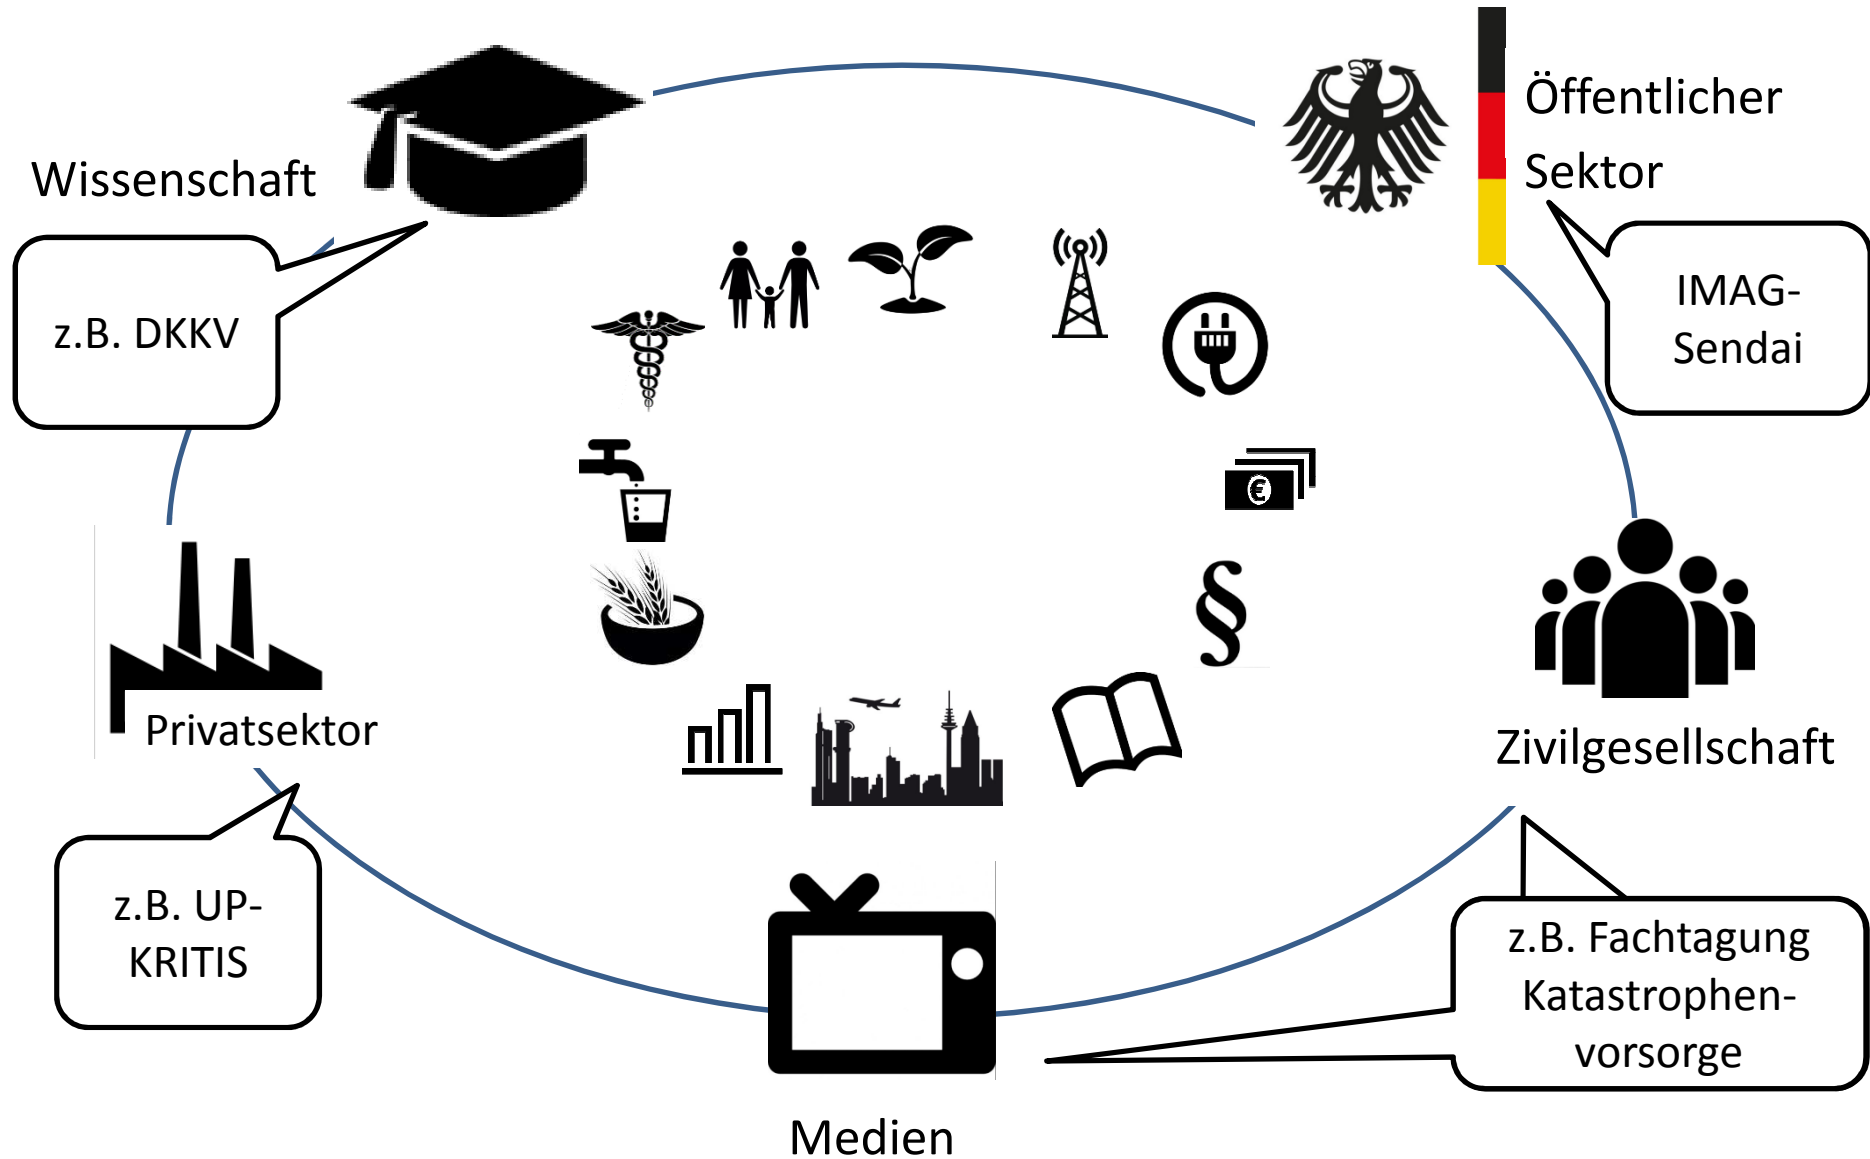 Öffentlicher
Sektor
Wissenschaft
IMAG-
Sendai
z.B. DKKV
€
§
Privatsektor
Zivilgesellschaft
z.B. UP-
KRITIS
z.B. Fachtagung
Katastrophen-
vorsorge
Medien